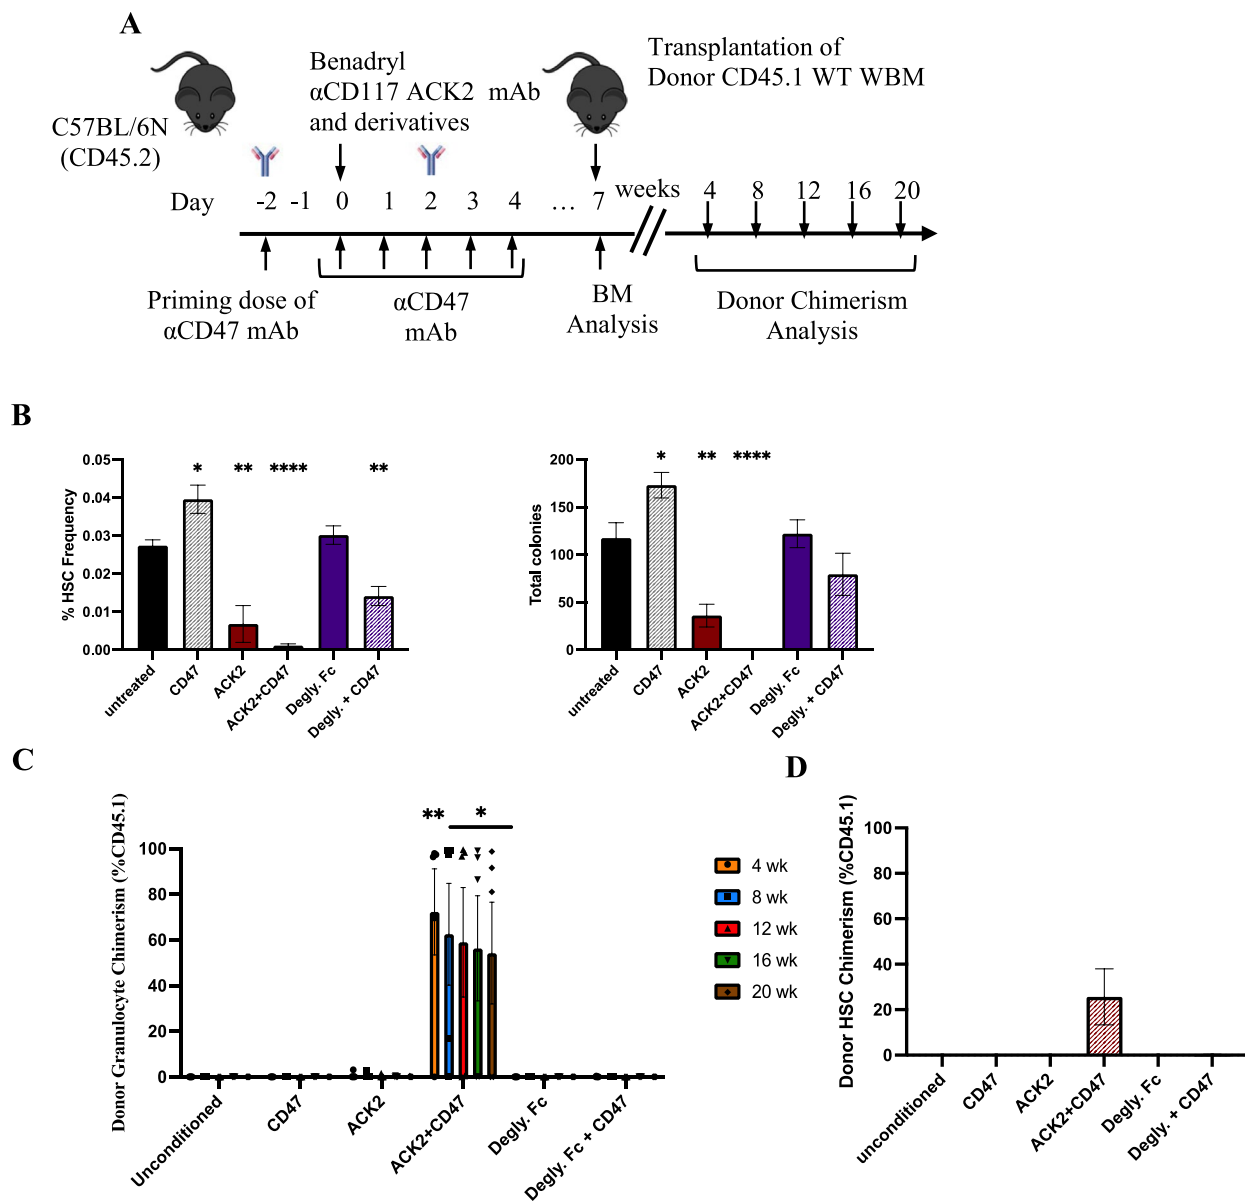 A
C57BL/6N
(CD45.2)
Benadryl
αCD117 ACK2 mAb
and derivatives
Transplantation of
Donor CD45.1 WT WBM
Day -2 -1 0 1 2 3 4 ... 7 weeks 4 8 12 16 20
Priming dose of
αCD47 mAb
αCD47
mAb
BM
Analysis
Donor Chimerism
Analysis
B
% HSC Frequency
0.05
0.04
0.03
0.02
0.01
0.00
* ** **** **
untreated
CD47
ACK2
ACK2+CD47
Degly. Fc
Degly. + CD47
Total colonies
200
150
100
50
0
* ** ****
untreated
CD47
ACK2
ACK2+CD47
Degly. Fc
Degly. + CD47
C
Donor Granulocyte Chimerism (%CD45.1)
100
80
60
40
20
0
** *
Unconditioned
CD47
ACK2
ACK2+CD47
Degly. Fc
Degly. Fc + CD47
4 wk
8 wk
12 wk
16 wk
20 wk
D
Donor HSC Chimerism (%CD45.1)
100
80
60
40
20
0
unconditioned
CD47
ACK2
ACK2+CD47
Degly. Fc
Degly. + CD47